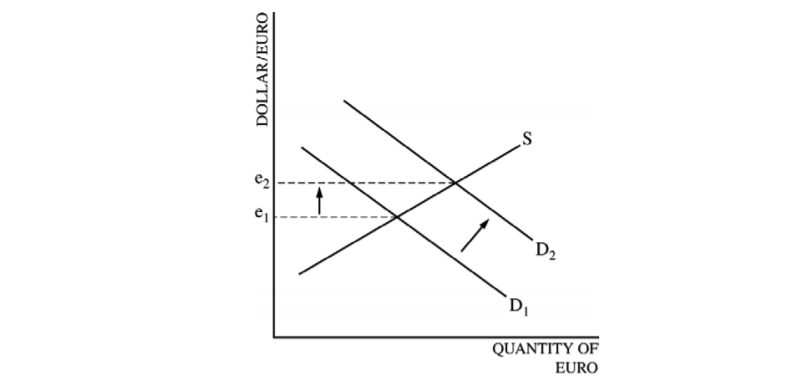 DOLLAR/EURO
S
e2
e1
D2
D1
QUANTITY OF
EURO